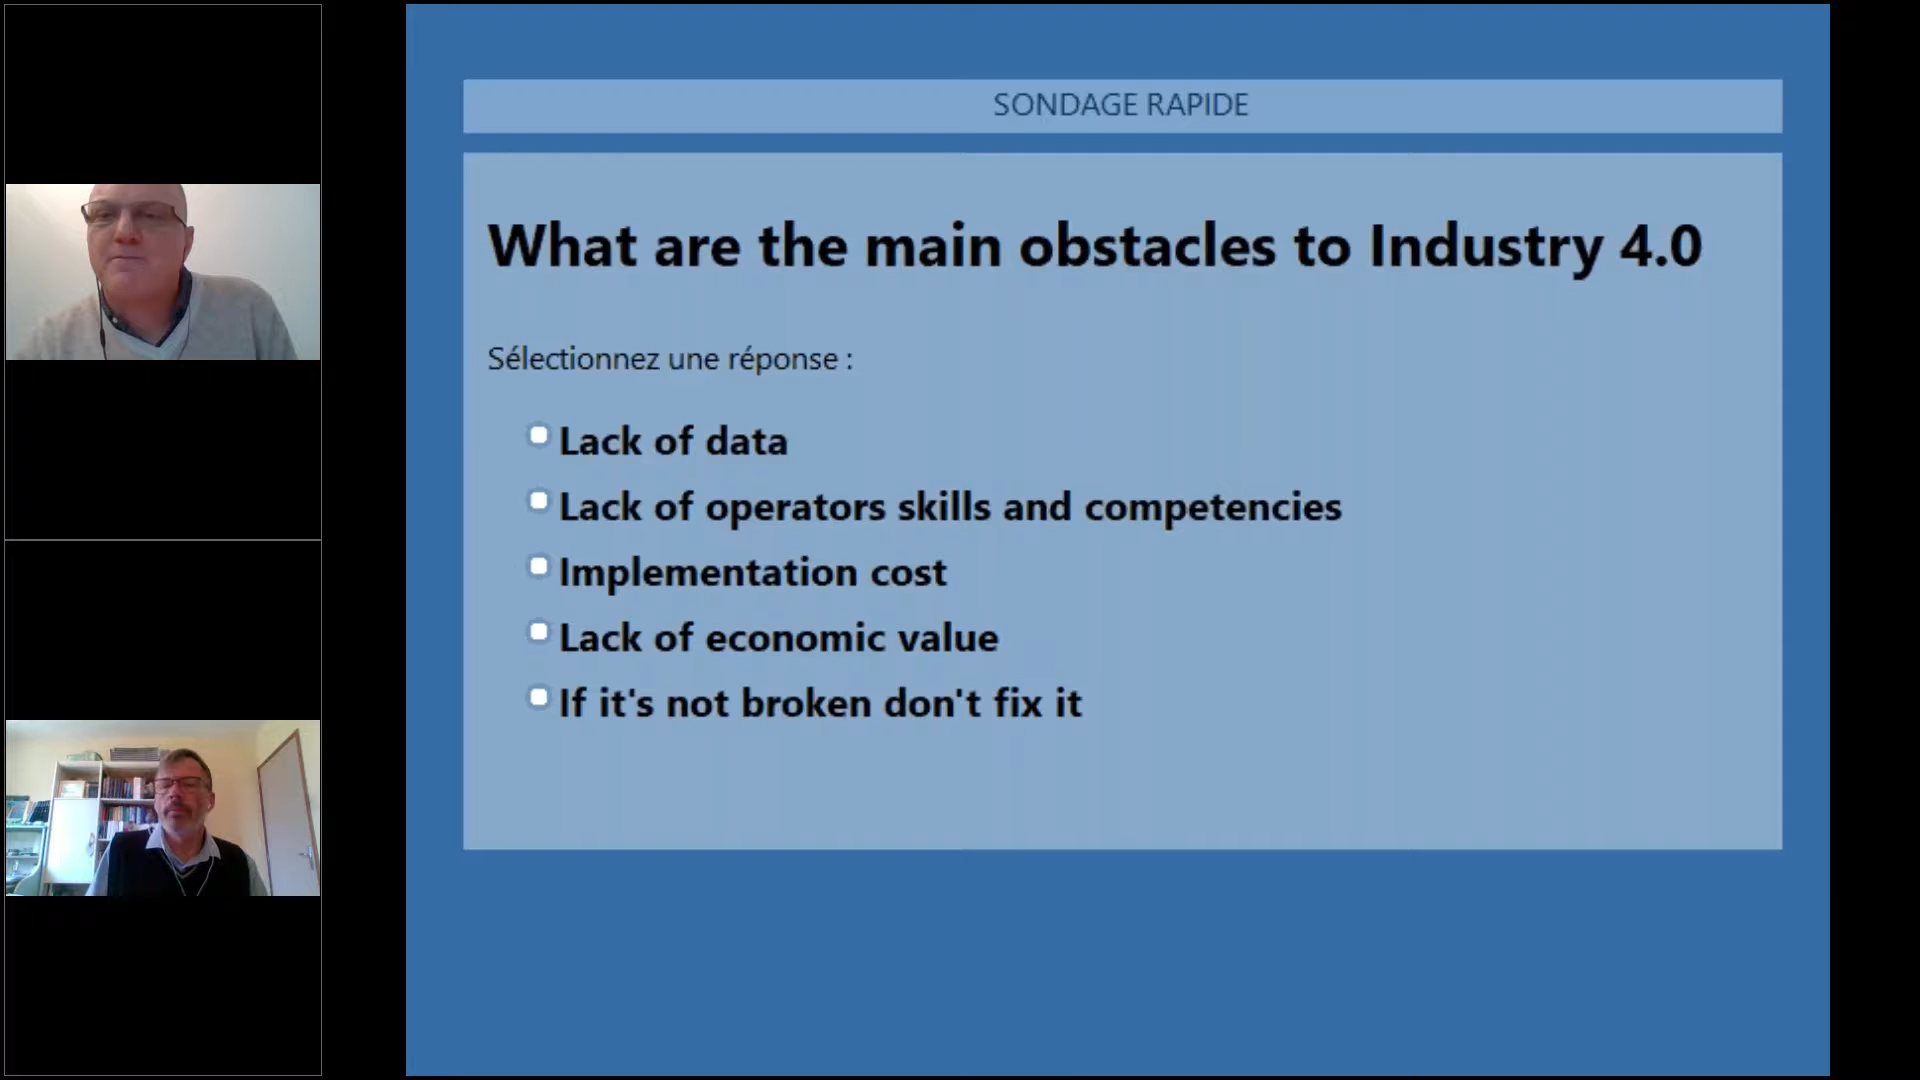 SONDAGE RAPIDE
What are the main obstacles to Industry 4.0
Sélectionnez une réponse :
Lack of data
Lack of operators skills and competencies
Implementation cost
Lack of economic value
If it's not broken don't fix it